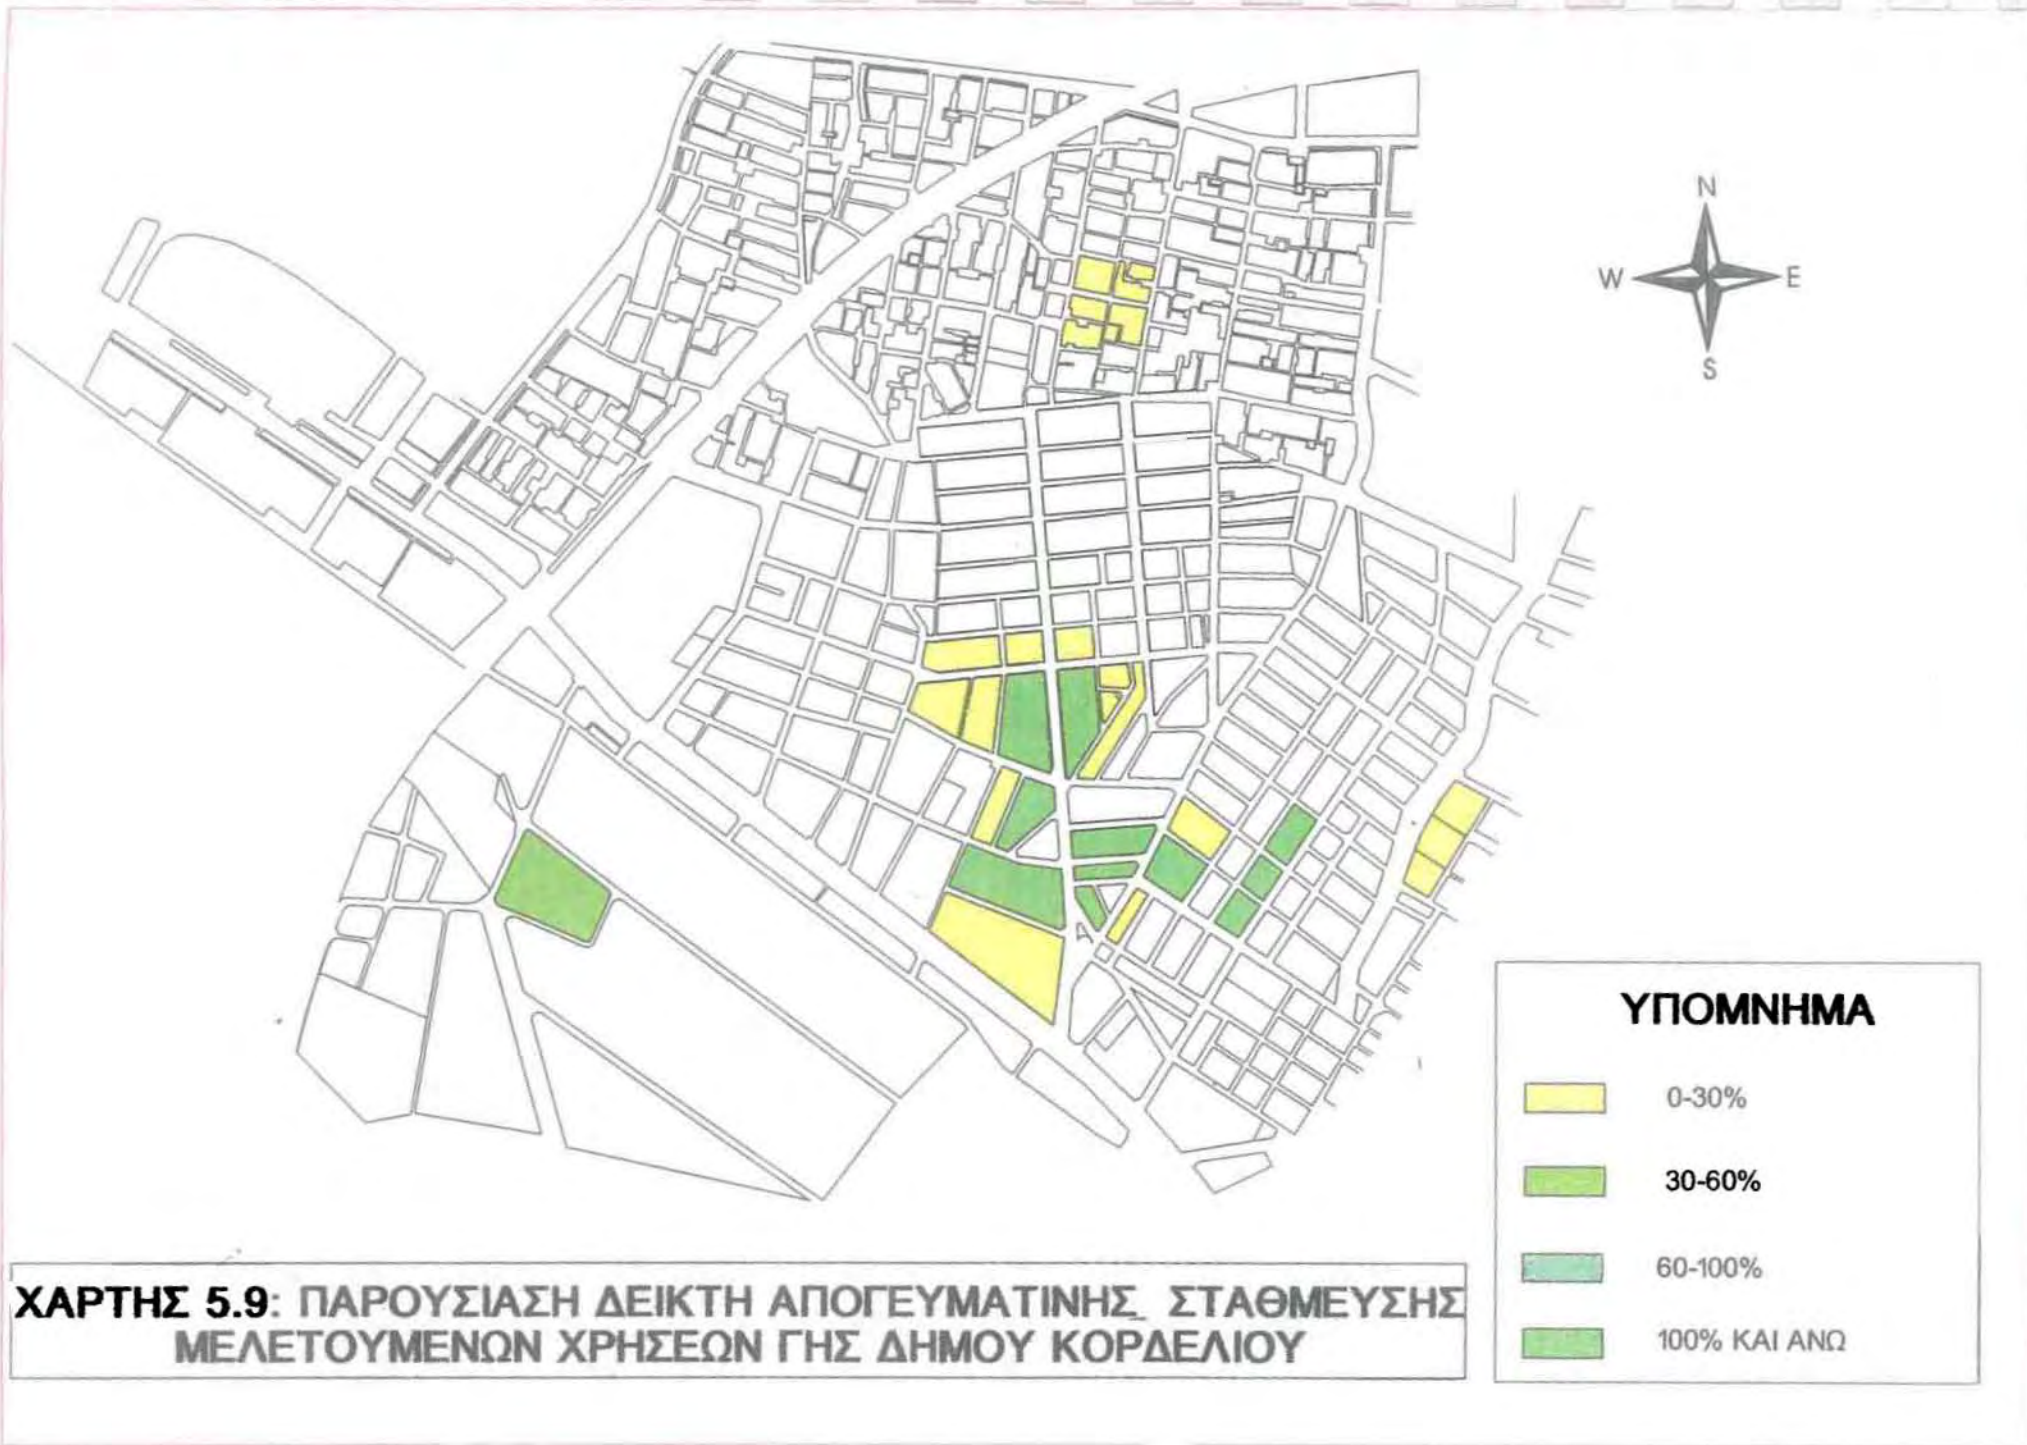 N
W E
S
ΥΠΟΜΝΗΜΑ
0-30%
30-60%
60-100%
100% ΚΑΙ ΑΝΩ
ΧΑΡΤΗΣ 5.9: ΠΑΡΟΥΣΙΑΣΗ ΔΕΙΚΤΗ ΑΠΟΓΕΥΜΑΤΙΝΗΣ ΣΤΑΘΜΕΥΣΗΣ
ΜΕΛΕΤΟΥΜΕΝΩΝ ΧΡΗΣΕΩΝ ΓΗΣ ΔΗΜΟΥ ΚΟΡΔΕΛΙΟΥ